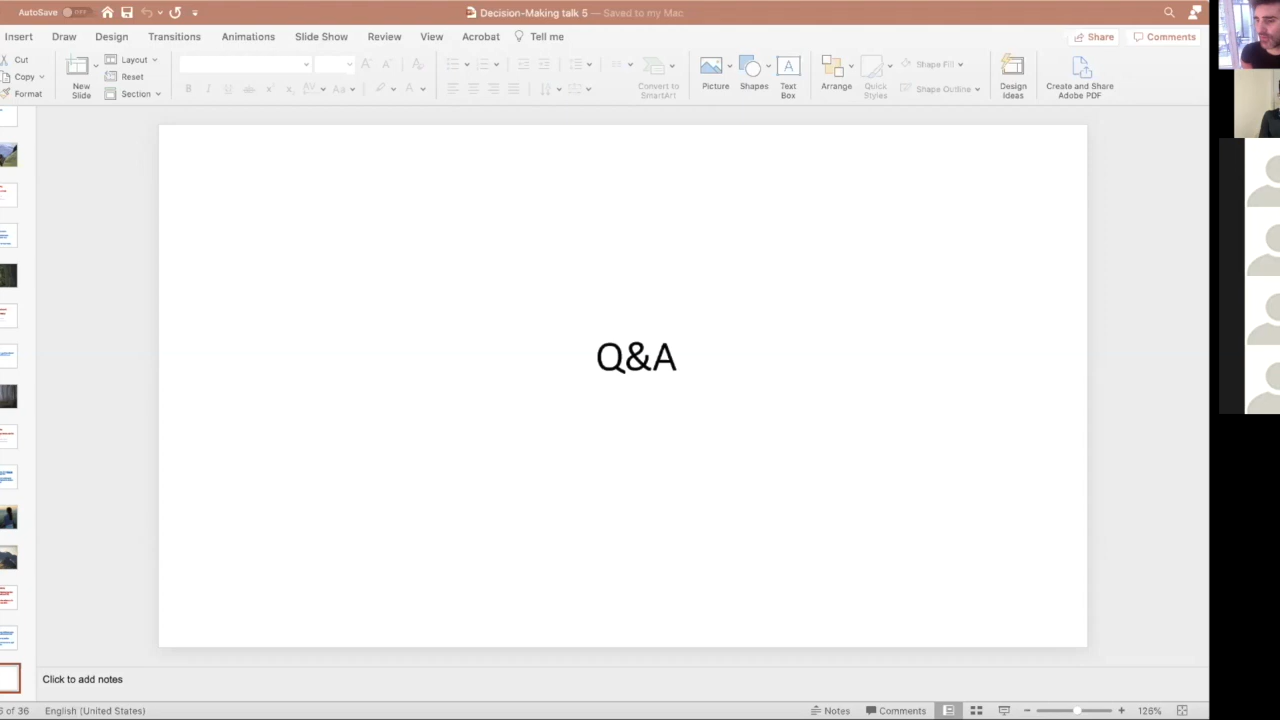 AutoSave OFF Decision-Making talk 5 — Saved to my Mac
Insert Draw Design Transitions Animations Slide Show Review View Acrobat Tell me Share Comments
Cut
Copy
Format
New
Slide
Layout
Reset
Section
Convert to
SmartArt
Picture
Shapes
Text
Box
Arrange
Quick
Styles
Shape Fill
Shape Outline
Design
Ideas
Create and Share
Adobe PDF
Q&A
Click to add notes
of 36 English (United States) Notes Comments 126%